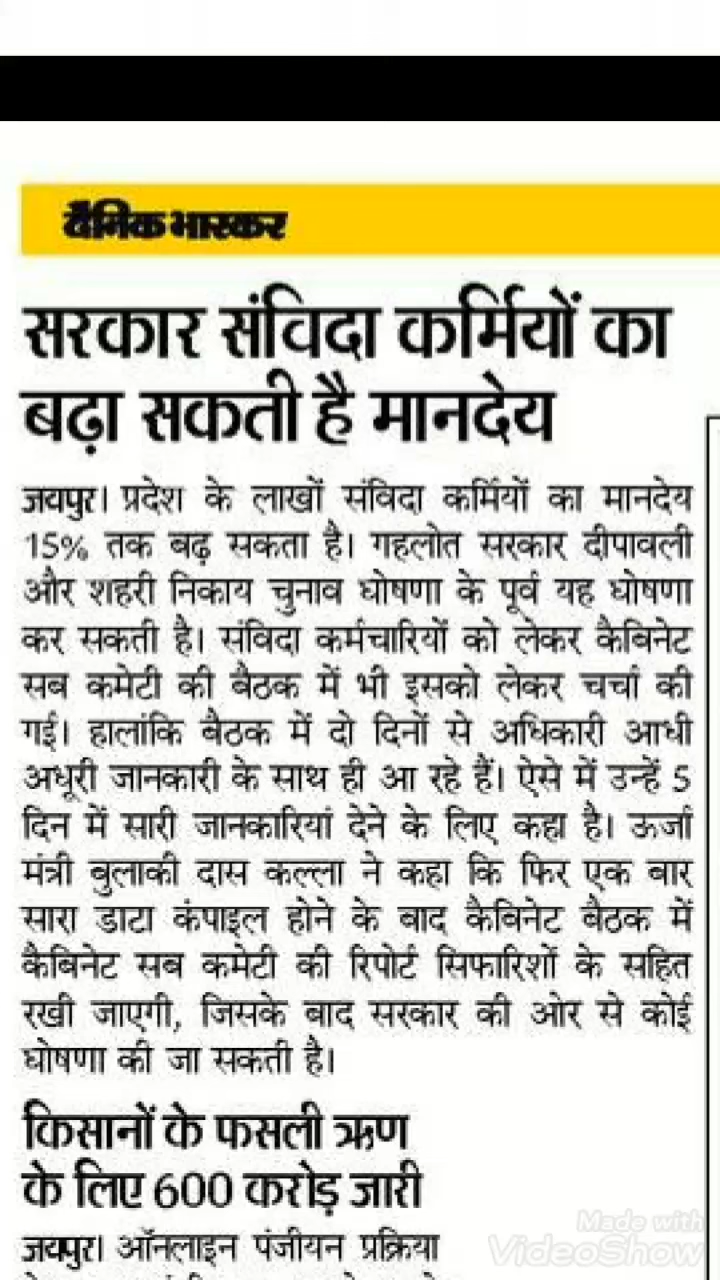 दैनिक भास्कर
सरकार संविदा कर्मियों का
बढ़ा सकती है मानदेय
जयपुर। प्रदेश के लाखों संविदा कर्मियों का मानदेय
15% तक बढ़ सकता है। गहलोत सरकार दीपावली
और शहरी निकाय चुनाव घोषणा के पूर्व यह घोषणा
कर सकती है। संविदा कर्मचारियों को लेकर कैबिनेट
सब कमेटी की बैठक में भी इसको लेकर चर्चा की
गई। हालांकि बैठक में दो दिनों से अधिकारी आधी
अधूरी जानकारी के साथ ही आ रहे हैं। ऐसे में उन्हें 5
दिन में सारी जानकारियां देने के लिए कहा है। ऊर्जा
मंत्री बुलाकी दास कल्ला ने कहा कि फिर एक बार
सारा डाटा कंपाइल होने के बाद कैबिनेट बैठक में
कैबिनेट सब कमेटी की रिपोर्ट सिफारिशों के सहित
रखी जाएगी, जिसके बाद सरकार की ओर से कोई
घोषणा की जा सकती है।
किसानों के फसली ऋण
के लिए 600 करोड़ जारी
जयपुर। ऑनलाइन पंजीयन प्रक्रिया
Made with
VideoShow